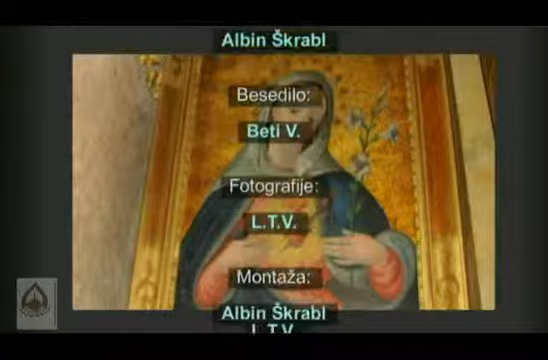 Albin Škrabl
Besedilo:
Beti V.
Fotografije:
L.T.V.
Montaža:
Albin Škrabl
L.T.V.